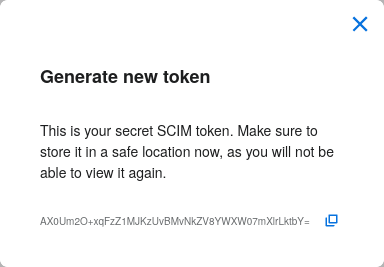 Generate new token
This is your secret SCIM token. Make sure to
store it in a safe location now, as you will not be
able to view it again.
AX0Um2O+xqFzZ1MJKzUvBMvNkZV8YWXW07mXlrLktbY=